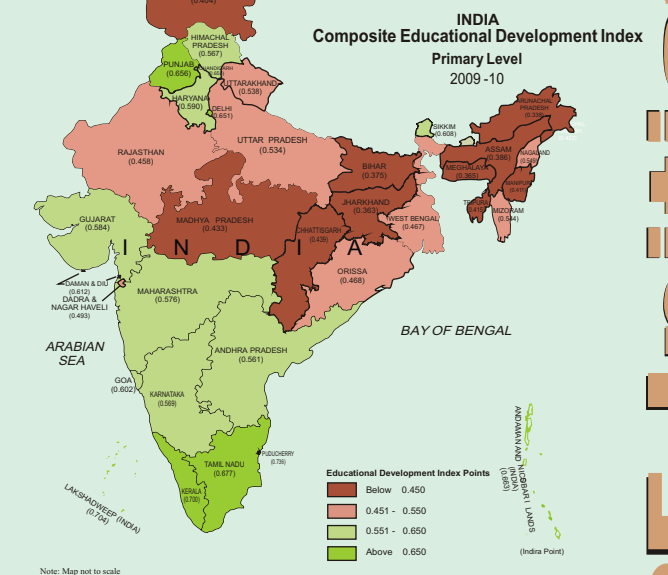 INDIA
Composite Educational Development Index
Primary Level
2009 -10
HIMACHAL
PRADESH
(0.567)
PUNJAB
(0.656)
CHANDIGARH
UTTARAKHAND
(0.538)
HARYANA
(0.590)
DELHI
(0.651)
RAJASTHAN
(0.458)
UTTAR PRADESH
(0.534)
SIKKIM
(0.608)
ARUNACHAL
PRADESH
ASSAM
(0.386)
NAGALAND
MEGHALAYA
(0.365)
MANIPUR
TRIPURA
MIZORAM
(0.544)
BIHAR
(0.375)
JHARKHAND
(0.363)
WEST BENGAL
(0.467)
GUJARAT
(0.584)
MADHYA PRADESH
(0.433)
CHHATTISGARH
I N D I A
ORISSA
(0.468)
DAMAN & DIU
(0.612)
DADRA &
NAGAR HAVELI
(0.493)
MAHARASHTRA
(0.576)
ARABIAN
SEA
BAY OF BENGAL
ANDHRA PRADESH
(0.561)
GOA
(0.602)
KARNATAKA
(0.569)
PUDUCHERRY
TAMIL NADU
(0.677)
KERALA
(0.700)
LAKSHADWEEP (INDIA)
(0.704)
ANDAMAN AND NICOBAR I LANDS
(INDIA)
(0.663)
(Indira Point)
Educational Development Index Points
Below 0.450
0.451 - 0.550
0.551 - 0.650
Above 0.650
Note: Map not to scale